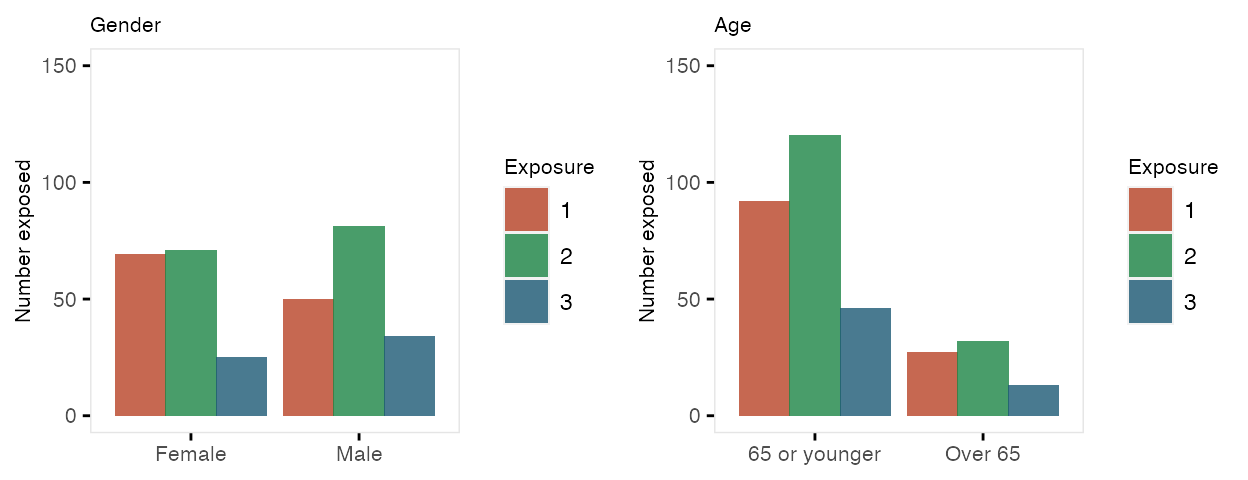 Gender
150
100
50
0
Number exposed
Female Male
Exposure
1
2
3
Age
150
100
50
0
Number exposed
65 or younger Over 65
Exposure
1
2
3